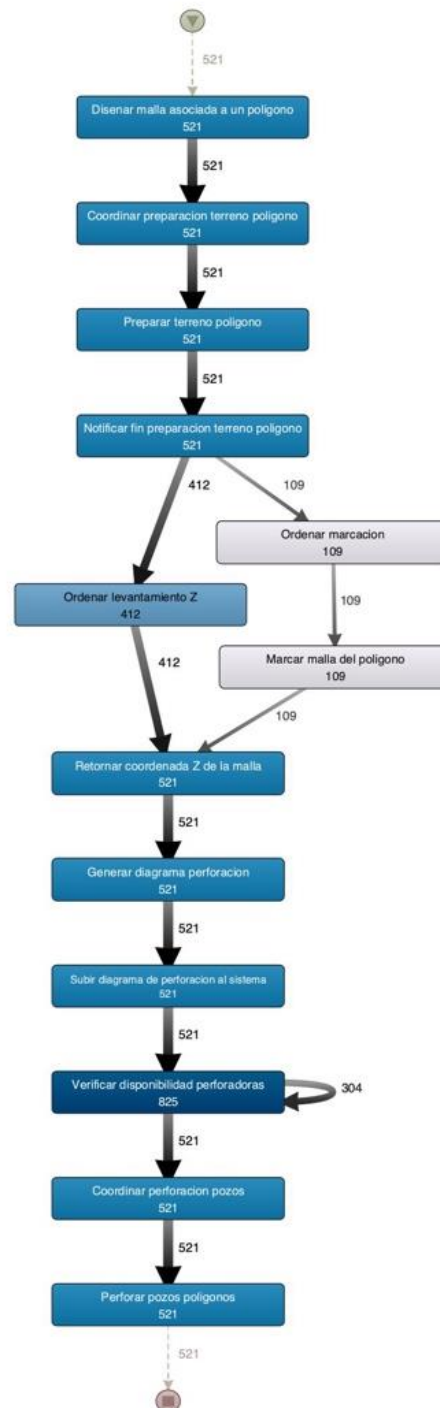 521
Disenar malla asociada a un poligono
521
521
Coordinar preparacion terreno poligono
521
521
Preparar terreno poligono
521
521
Notificar fin preparacion terreno poligono
521
412
109
Ordenar marcacion
109
109
Ordenar levantamiento Z
412
412
Marcar malla del poligono
109
109
Retornar coordenada Z de la malla
521
521
Generar diagrama perforacion
521
521
Subir diagrama de perforacion al sistema
521
521
Verificar disponibilidad perforadoras
825
304
521
Coordinar perforacion pozos
521
521
Perforar pozos poligonos
521
521